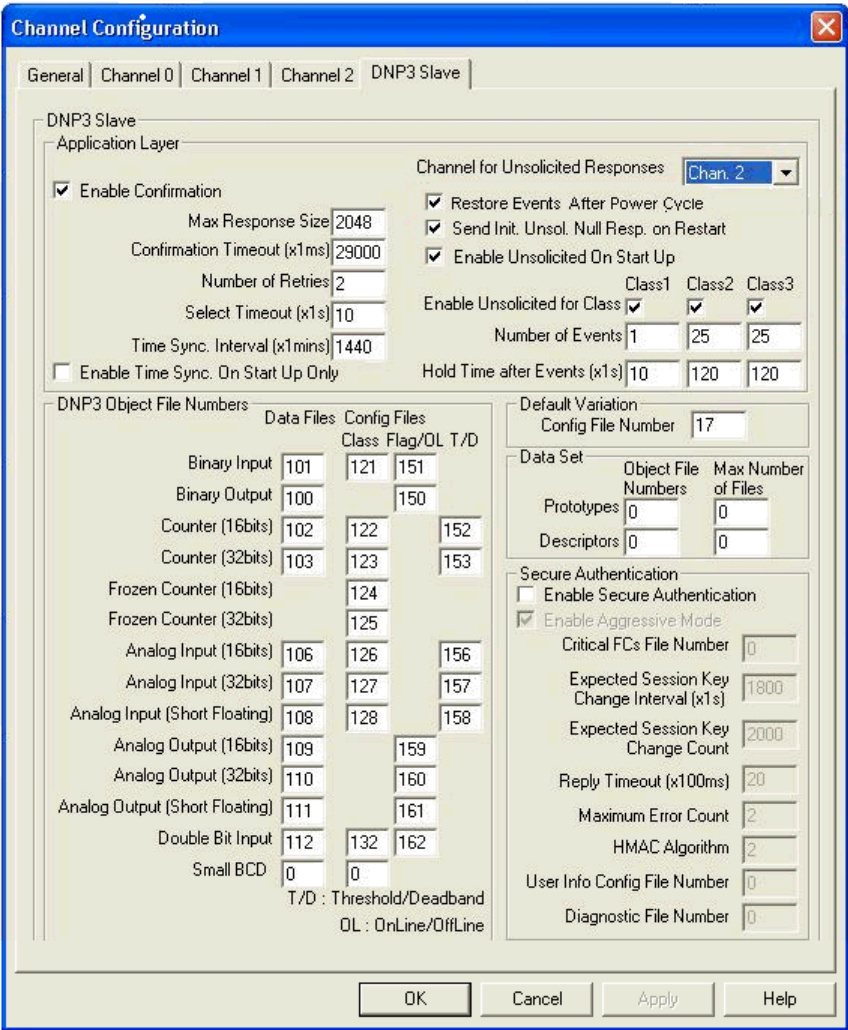 Channel Configuration
General Channel 0 Channel 1 Channel 2 DNP3 Slave
DNP3 Slave
Application Layer
Enable Confirmation
Max Response Size 2048
Confirmation Timeout (x1ms) 29000
Number of Retries 2
Select Timeout (x1s) 10
Time Sync. Interval (x1mins) 1440
Enable Time Sync. On Start Up Only
Channel for Unsolicited Responses Chan. 2
Restore Events After Power Cycle
Send Init. Unsol. Null Resp. on Restart
Enable Unsolicited On Start Up
Class1 Class2 Class3
Enable Unsolicited for Class
Number of Events 1 25 25
Hold Time after Events (x1s) 10 120 120
DNP3 Object File Numbers
Data Files Config Files
Class Flag/OL T/D
Binary Input 101 121 151
Binary Output 100 150
Counter (16bits) 102 122 152
Counter (32bits) 103 123 153
Frozen Counter (16bits) 124
Frozen Counter (32bits) 125
Analog Input (16bits) 106 126 156
Analog Input (32bits) 107 127 157
Analog Input (Short Floating) 108 128 158
Analog Output (16bits) 109 159
Analog Output (32bits) 110 160
Analog Output (Short Floating) 111 161
Double Bit Input 112 132 162
Small BCD 0 0
T/D : Threshold/Deadband
OL : OnLine/OffLine
Default Variation
Config File Number 17
Data Set
Object File Numbers Max Number of Files
Prototypes 0 0
Descriptors 0 0
Secure Authentication
Enable Secure Authentication
Enable Aggressive Mode
Critical FCs File Number 0
Expected Session Key
Change Interval (x1s) 1800
Expected Session Key
Change Count 2000
Reply Timeout (x100ms) 20
Maximum Error Count 2
HMAC Algorithm 2
User Info Config File Number 0
Diagnostic File Number 0
OK Cancel Apply Help